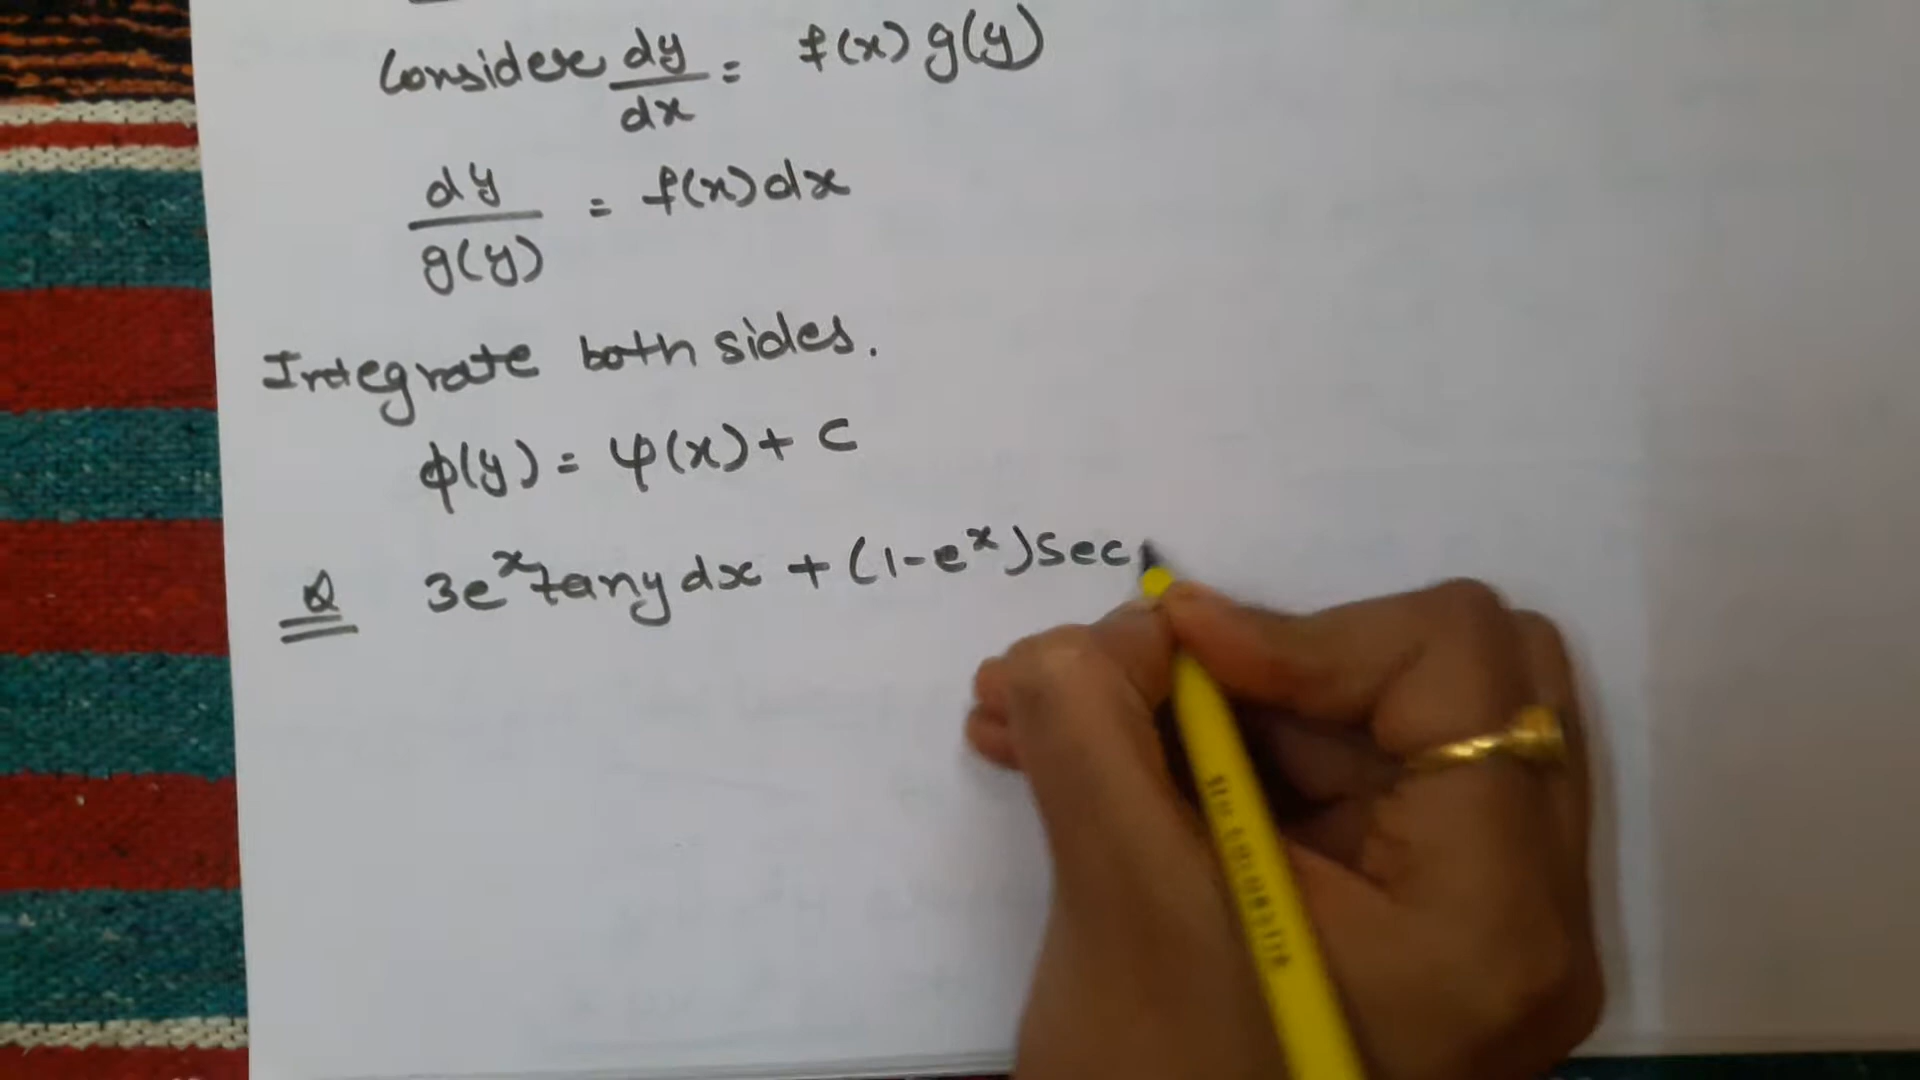 Consider dy/dx = f(x) g(y)
dy/g(y) = f(x) dx
Integrate both sides.
ϕ(y) = ψ(x) + c
Q 3e^x tany dx + (1-e^x) sec